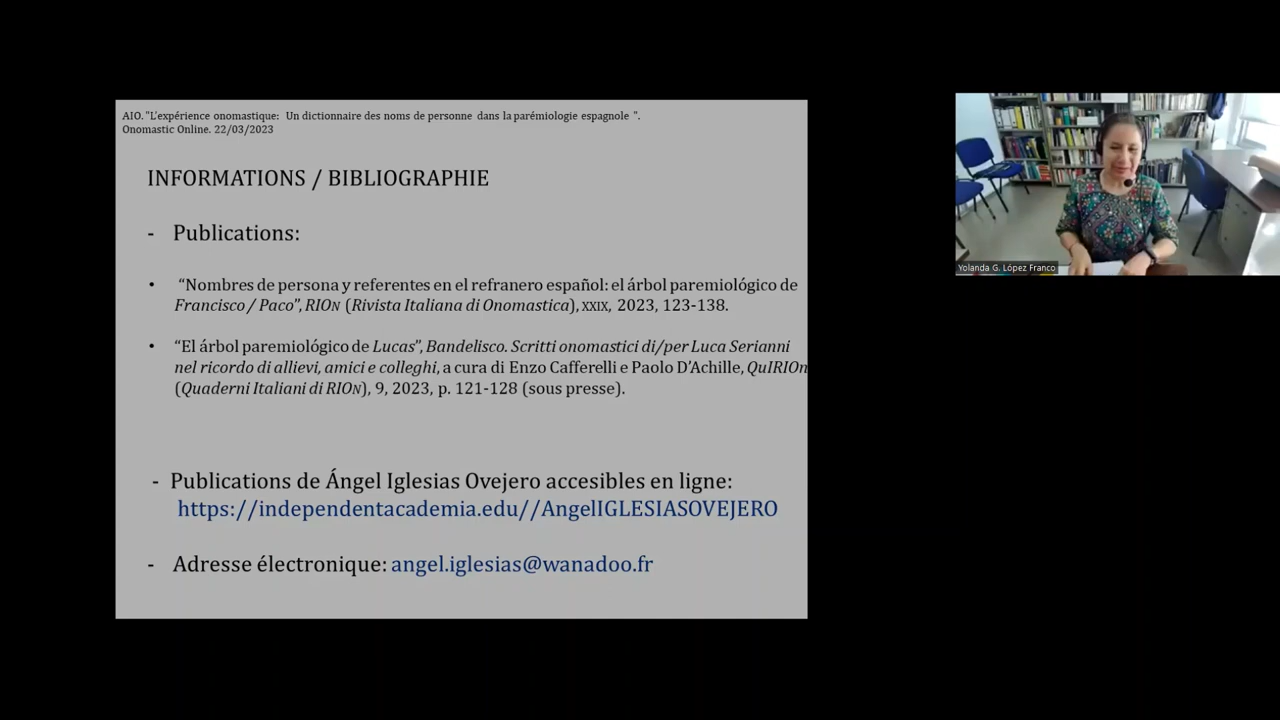 AIO. "L'expérience onomastique: Un dictionnaire des noms de personne dans la parémiologie espagnole ".
Onomastic Online. 22/03/2023
INFORMATIONS / BIBLIOGRAPHIE
- Publications:
• "Nombres de persona y referentes en el refranero español: el árbol paremiológico de
Francisco / Paco", RION (Rivista Italiana di Onomastica), XXIX, 2023, 123-138.
• "El árbol paremiológico de Lucas", Bandelisco. Scritti onomastici di/per Luca Serianni
nel ricordo di allievi, amici e colleghi, a cura di Enzo Cafferelli e Paolo D'Achille, QuIRIOn
(Quaderni Italiani di RION), 9, 2023, p. 121-128 (sous presse).
- Publications de Ángel Iglesias Ovejero accesibles en ligne:
https://independentacademia.edu//AngelIGLESIASOVEJERO
- Adresse électronique: angel.iglesias@wanadoo.fr
Yolanda G. López Franco